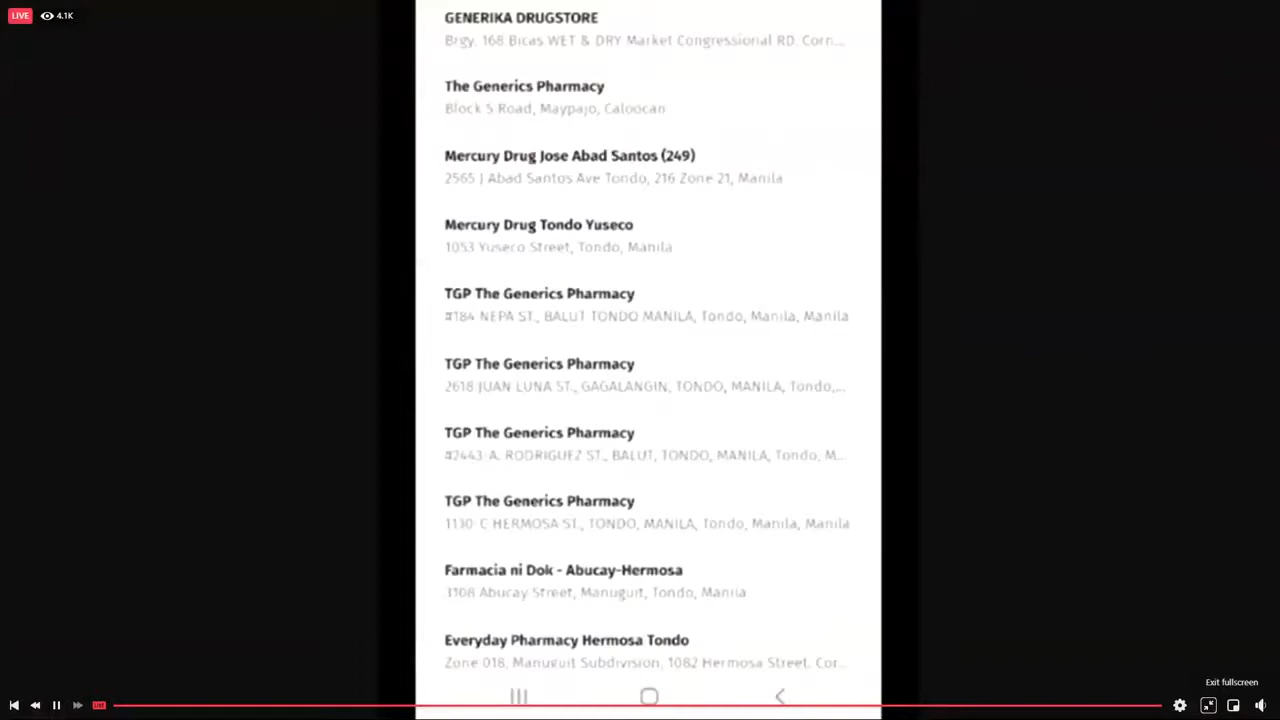 LIVE 4.1K
GENERIKA DRUGSTORE
Brgy. 168 Bicas WET & DRY Market Congressional RD. Corn...
The Generics Pharmacy
Block 5 Road, Maypajo, Caloocan
Mercury Drug Jose Abad Santos (249)
2565 J Abad Santos Ave Tondo, 216 Zone 21, Manila
Mercury Drug Tondo Yuseco
1053 Yuseco Street, Tondo, Manila
TGP The Generics Pharmacy
#184 NEPA ST., BALUT TONDO MANILA, Tondo, Manila, Manila
TGP The Generics Pharmacy
2618 JUAN LUNA ST., GAGALANGIN, TONDO, MANILA, Tondo,...
TGP The Generics Pharmacy
#2443 A. RODRIGUEZ ST., BALUT, TONDO, MANILA, Tondo, M...
TGP The Generics Pharmacy
1130 C HERMOSA ST., TONDO, MANILA, Tondo, Manila, Manila
Farmacia ni Dok - Abucay-Hermosa
3108 Abucay Street, Manuguit, Tondo, Manila
Everyday Pharmacy Hermosa Tondo
Zone 018, Manuguit Subdivision, 1082 Hermosa Street, Cor...
Exit fullscreen